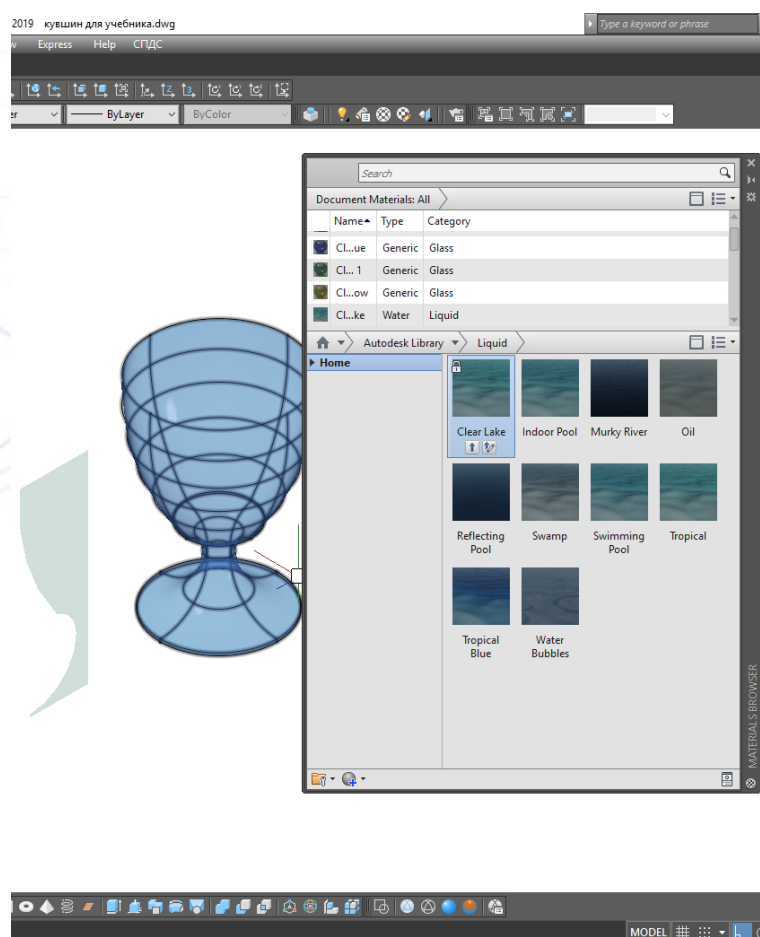 2019 кувшин для учебника.dwg
Type a keyword or phrase
Express Help СПДС
ByLayer ByColor
Search
Document Materials: All
Name Type Category
Cl...ue Generic Glass
Cl... 1 Generic Glass
Cl...ow Generic Glass
Cl...ke Water Liquid
Autodesk Library Liquid
Home
Clear Lake Indoor Pool Murky River Oil
Reflecting Swamp Swimming Tropical
Pool Pool
Tropical Water
Blue Bubbles
MATERIALS BROWSER
MODEL